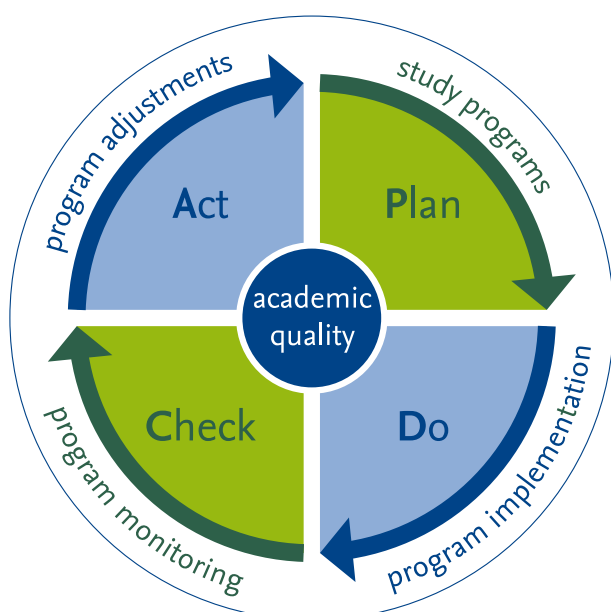 program adjustments
study programs
Act
Plan
academic
quality
Check
Do
program monitoring
program implementation